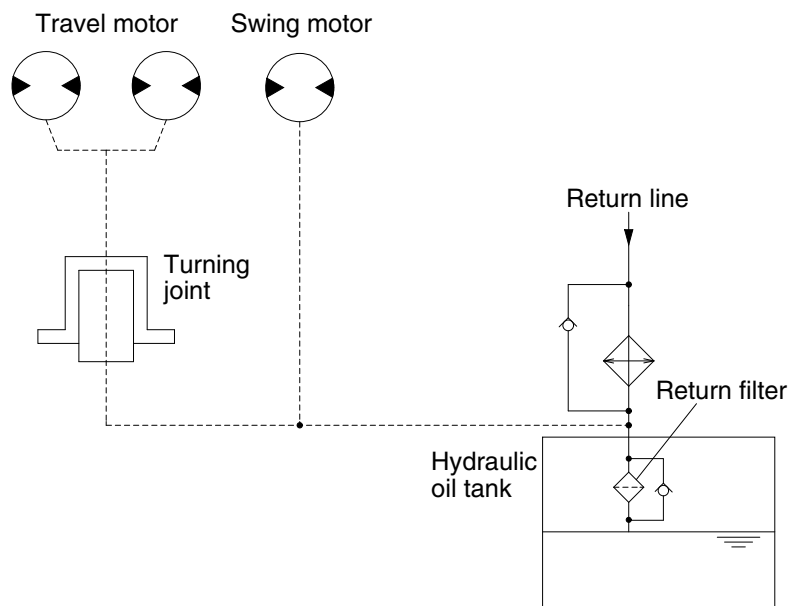 Travel motor
Swing motor
Return line
Turning
joint
Return filter
Hydraulic
oil tank